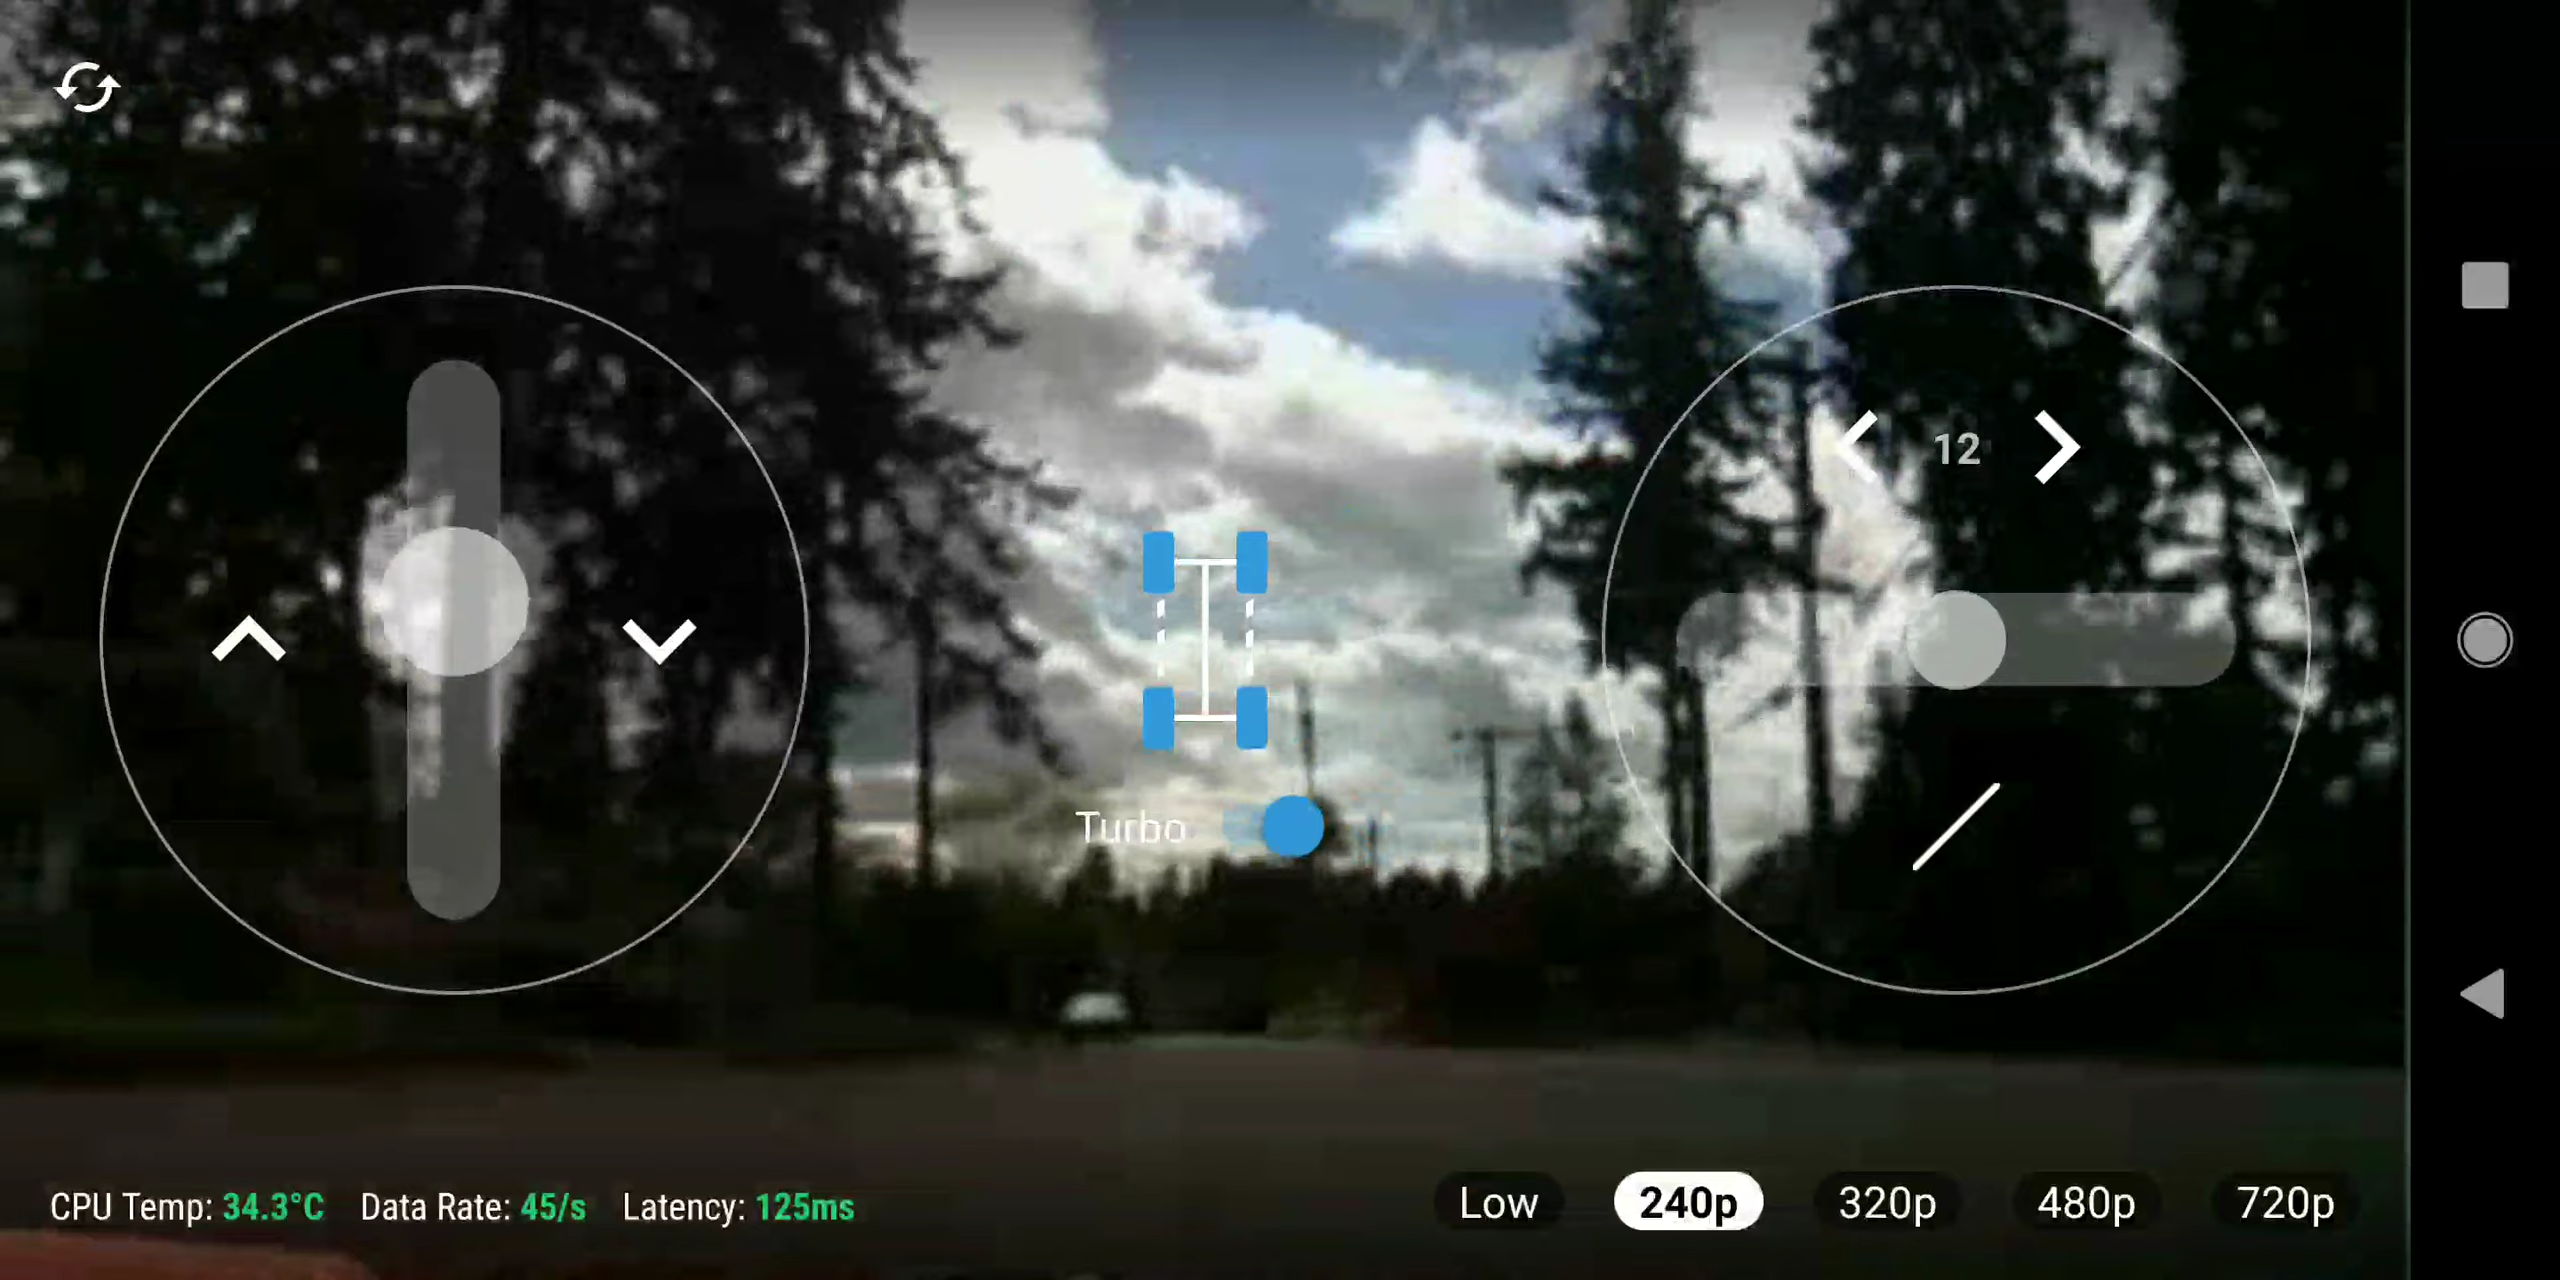 12
Turbo
CPU Temp: 34.3°C Data Rate: 45/s Latency: 125ms
Low 240p 320p 480p 720p